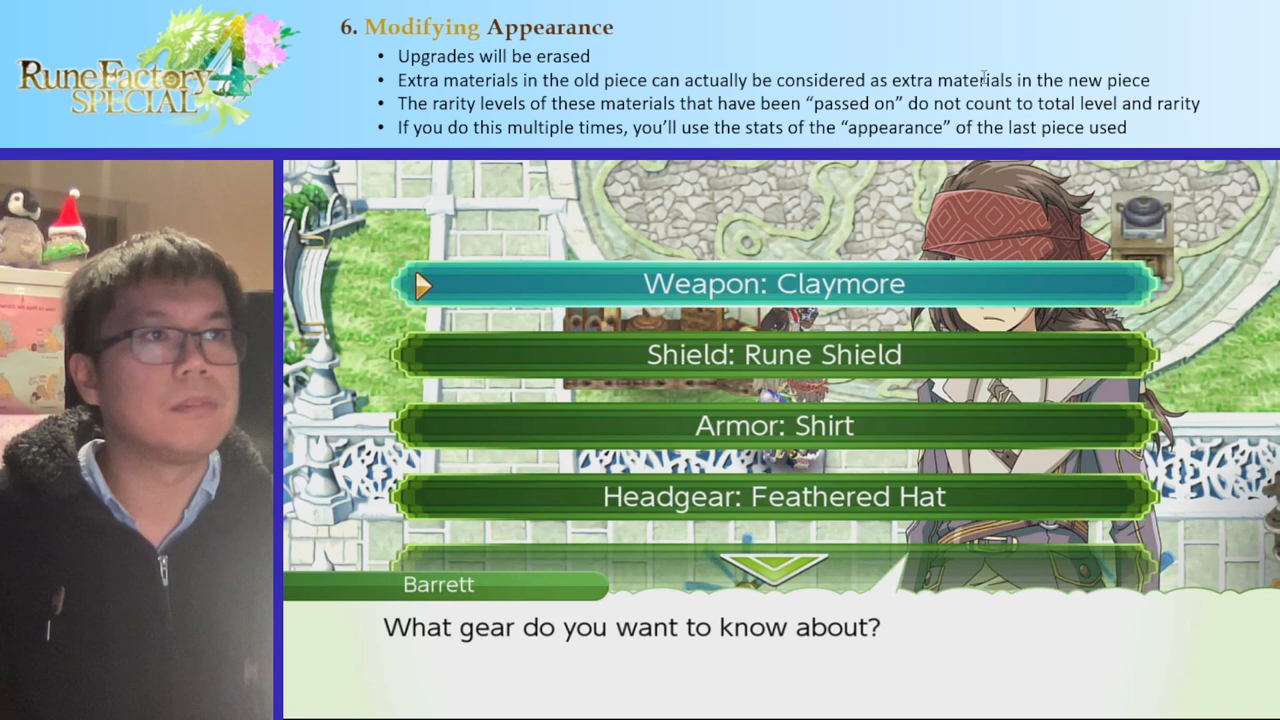 RuneFactory 4
SPECIAL
6. Modifying Appearance
• Upgrades will be erased
• Extra materials in the old piece can actually be considered as extra materials in the new piece
• The rarity levels of these materials that have been “passed on” do not count to total level and rarity
• If you do this multiple times, you’ll use the stats of the “appearance” of the last piece used
Weapon: Claymore
Shield: Rune Shield
Armor: Shirt
Headgear: Feathered Hat
Barrett
What gear do you want to know about?